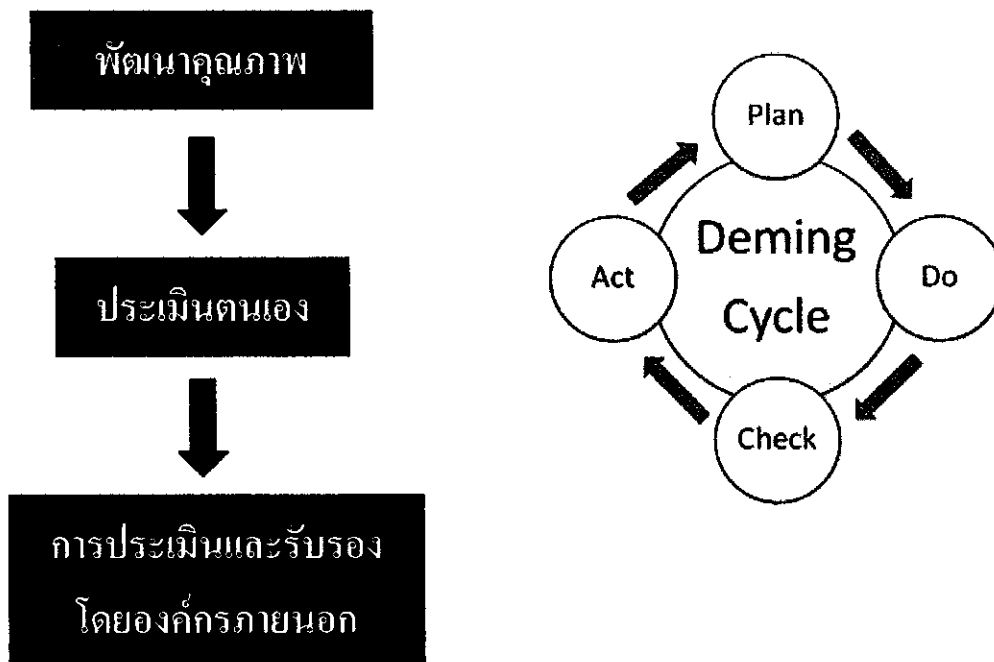 พัฒนาคุณภาพ
ประเมินตนเอง
การประเมินและรับรอง
โดยองค์กรภายนอก
Plan
Deming
Cycle
Act
Do
Check